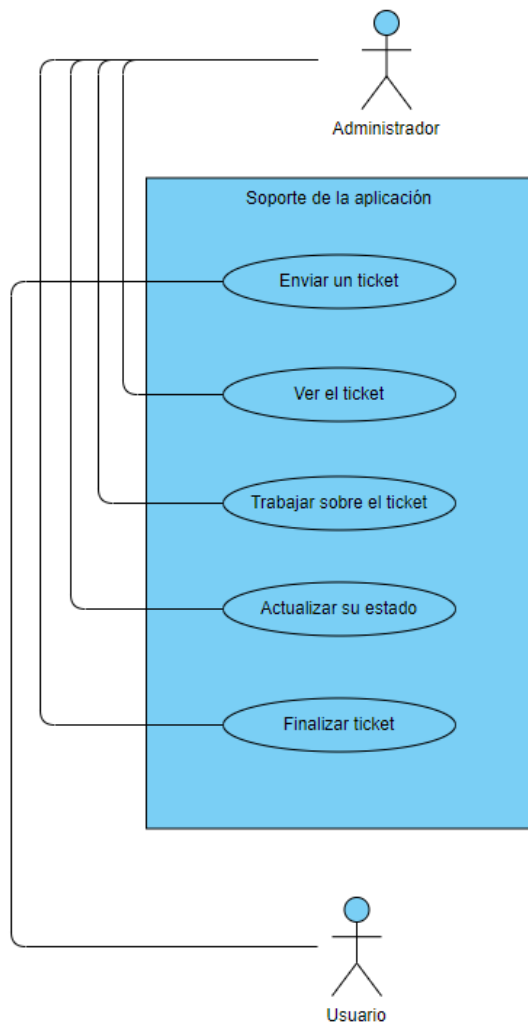 Administrador
Soporte de la aplicación
Enviar un ticket
Ver el ticket
Trabajar sobre el ticket
Actualizar su estado
Finalizar ticket
Usuario